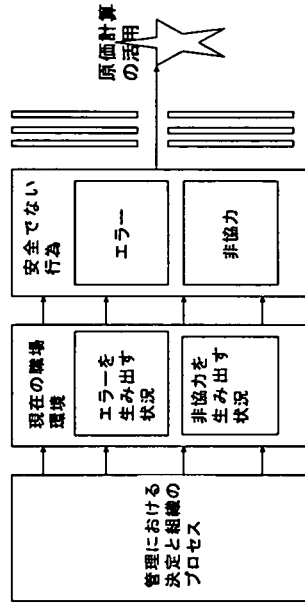 管理における
決定と組織の
プロセス
現在の職場
環境
エラーを
生み出す
状況
非協力を
生み出す
状況
安全でない
行為
エラー
非協力
原価計算
の活用